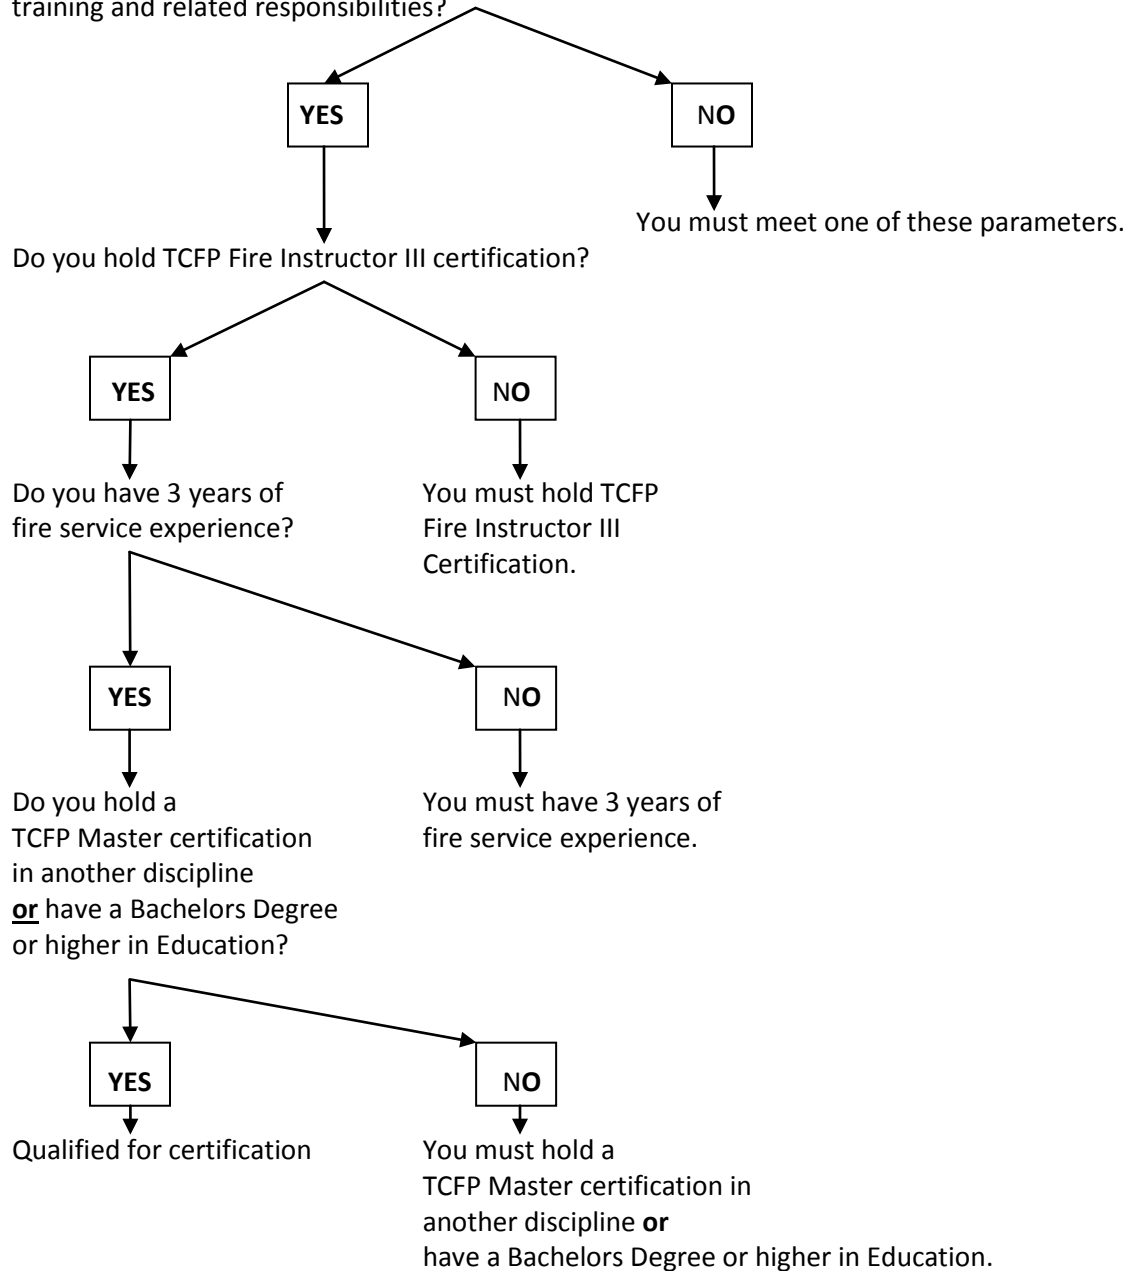 training and related responsibilities?
YES
NO
You must meet one of these parameters.
Do you hold TCFP Fire Instructor III certification?
YES
NO
Do you have 3 years of
fire service experience?
You must hold TCFP
Fire Instructor III
Certification.
YES
NO
Do you hold a
TCFP Master certification
in another discipline
or have a Bachelors Degree
or higher in Education?
You must have 3 years of
fire service experience.
YES
NO
Qualified for certification
You must hold a
TCFP Master certification in
another discipline or
have a Bachelors Degree or higher in Education.